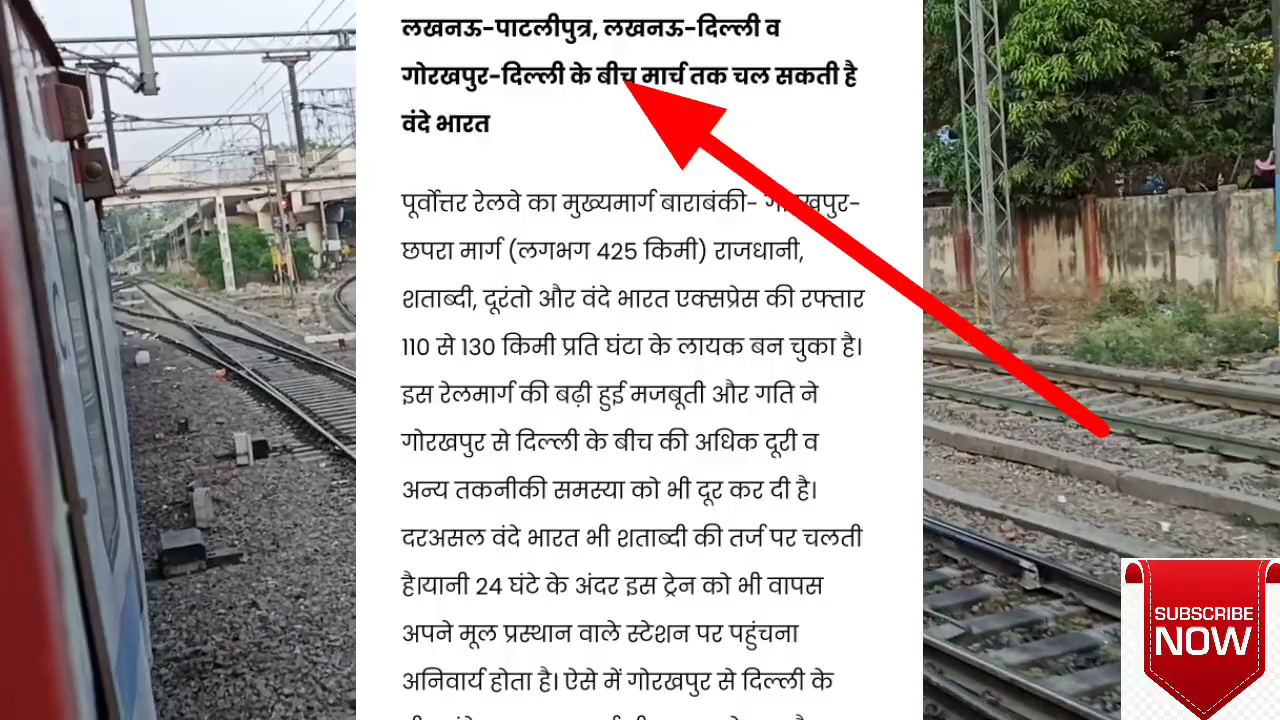 लखनऊ-पाटलीपुत्र, लखनऊ-दिल्ली व
गोरखपुर-दिल्ली के बीच मार्च तक चल सकती है
वंदे भारत
पूर्वोत्तर रेलवे का मुख्यमार्ग बाराबंकी- गोरखपुर-
छपरा मार्ग (लगभग 425 किमी) राजधानी,
शताब्दी, दूरंतो और वंदे भारत एक्सप्रेस की रफ्तार
110 से 130 किमी प्रति घंटा के लायक बन चुका है।
इस रेलमार्ग की बढ़ी हुई मजबूती और गति ने
गोरखपुर से दिल्ली के बीच की अधिक दूरी व
अन्य तकनीकी समस्या को भी दूर कर दी है।
दरअसल वंदे भारत भी शताब्दी की तर्ज पर चलती
है।यानी 24 घंटे के अंदर इस ट्रेन को भी वापस
अपने मूल प्रस्थान वाले स्टेशन पर पहुंचना
अनिवार्य होता है। ऐसे में गोरखपुर से दिल्ली के
SUBSCRIBE
NOW